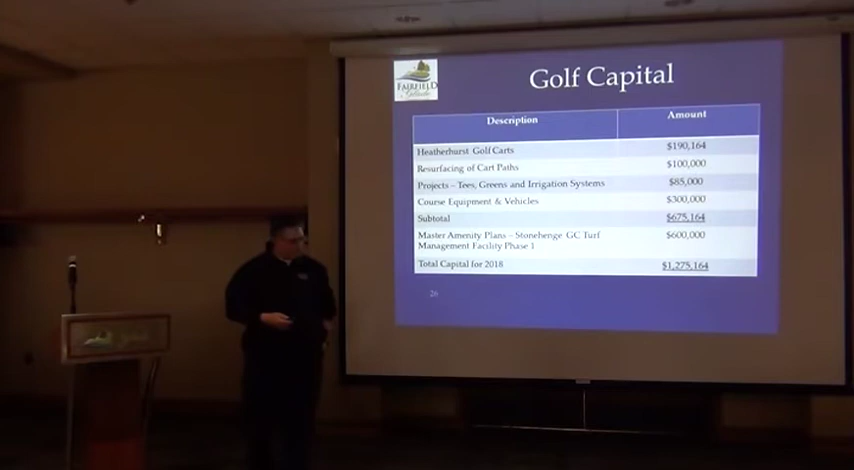 FAIRFIELD
Glade
Golf Capital
Description Amount
Heatherhurst Golf Carts $190,164
Resurfacing of Cart Paths $100,000
Projects – Tees, Greens and Irrigation Systems $85,000
Course Equipment & Vehicles $300,000
Subtotal $675,164
Master Amenity Plans – Stonehenge GC Turf $600,000
Management Facility Phase 1
Total Capital for 2018 $1,275,164
26